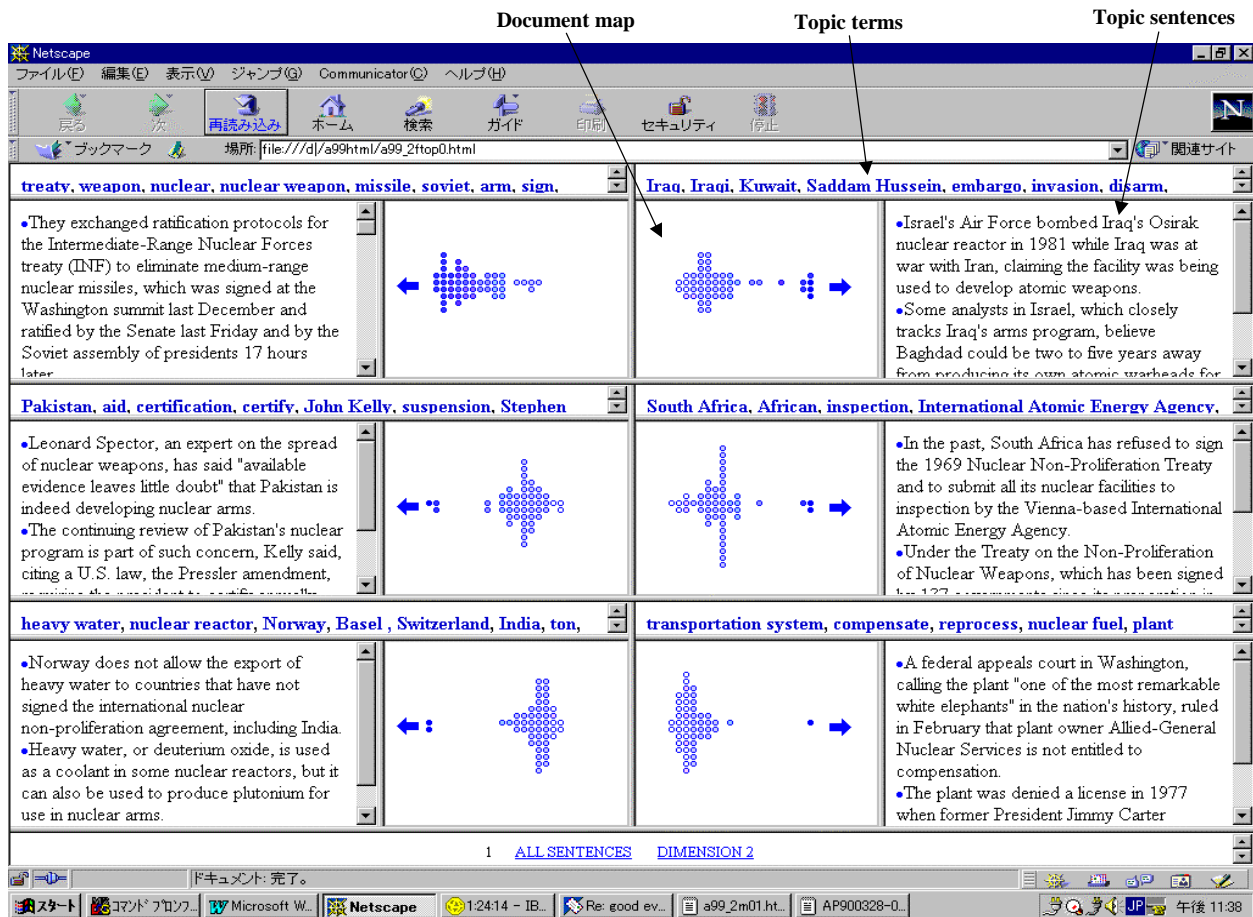 Document map
Topic terms
Topic sentences
Netscape
ファイル(F) 編集(E) 表示(V) ジャンプ(G) Communicator(C) ヘルプ(H)
戻る 次 再読み込み ホーム 検索 ガイド 印刷 セキュリティ 停止
N
ブックマーク 場所: file:///d|/a99html/a99_2ftop0.html 関連サイト
treaty, weapon, nuclear, nuclear weapon, missile, soviet, arm, sign,
•They exchanged ratification protocols for
the Intermediate-Range Nuclear Forces
treaty (INF) to eliminate medium-range
nuclear missiles, which was signed at the
Washington summit last December and
ratified by the Senate last Friday and by the
Soviet assembly of presidents 17 hours
later
Iraq, Iraqi, Kuwait, Saddam Hussein, embargo, invasion, disarm,
•Israel's Air Force bombed Iraq's Osirak
nuclear reactor in 1981 while Iraq was at
war with Iran, claiming the facility was being
used to develop atomic weapons.
•Some analysts in Israel, which closely
tracks Iraq's arms program, believe
Baghdad could be two to five years away
from producing its own atomic warheads for
Pakistan, aid, certification, certify, John Kelly, suspension, Stephen
•Leonard Spector, an expert on the spread
of nuclear weapons, has said "available
evidence leaves little doubt" that Pakistan is
indeed developing nuclear arms.
•The continuing review of Pakistan's nuclear
program is part of such concern, Kelly said,
citing a U.S. law, the Pressler amendment,
South Africa, African, inspection, International Atomic Energy Agency,
•In the past, South Africa has refused to sign
the 1969 Nuclear Non-Proliferation Treaty
and to submit all its nuclear facilities to
inspection by the Vienna-based International
Atomic Energy Agency.
•Under the Treaty on the Non-Proliferation
of Nuclear Weapons, which has been signed
heavy water, nuclear reactor, Norway, Basel , Switzerland, India, ton,
•Norway does not allow the export of
heavy water to countries that have not
signed the international nuclear
non-proliferation agreement, including India.
•Heavy water, or deuterium oxide, is used
as a coolant in some nuclear reactors, but it
can also be used to produce plutonium for
use in nuclear arms.
transportation system, compensate, reprocess, nuclear fuel, plant
•A federal appeals court in Washington,
calling the plant "one of the most remarkable
white elephants" in the nation's history, ruled
in February that plant owner Allied-General
Nuclear Services is not entitled to
compensation.
•The plant was denied a license in 1977
when former President Jimmy Carter
1 ALL SENTENCES DIMENSION 2
ドキュメント: 完了。
スタート コマンド プロンプ... Microsoft W... Netscape 1:24:14 - IB... Re: good ev... a99_2m01.ht... AP900328-0... JP 午後 11:38